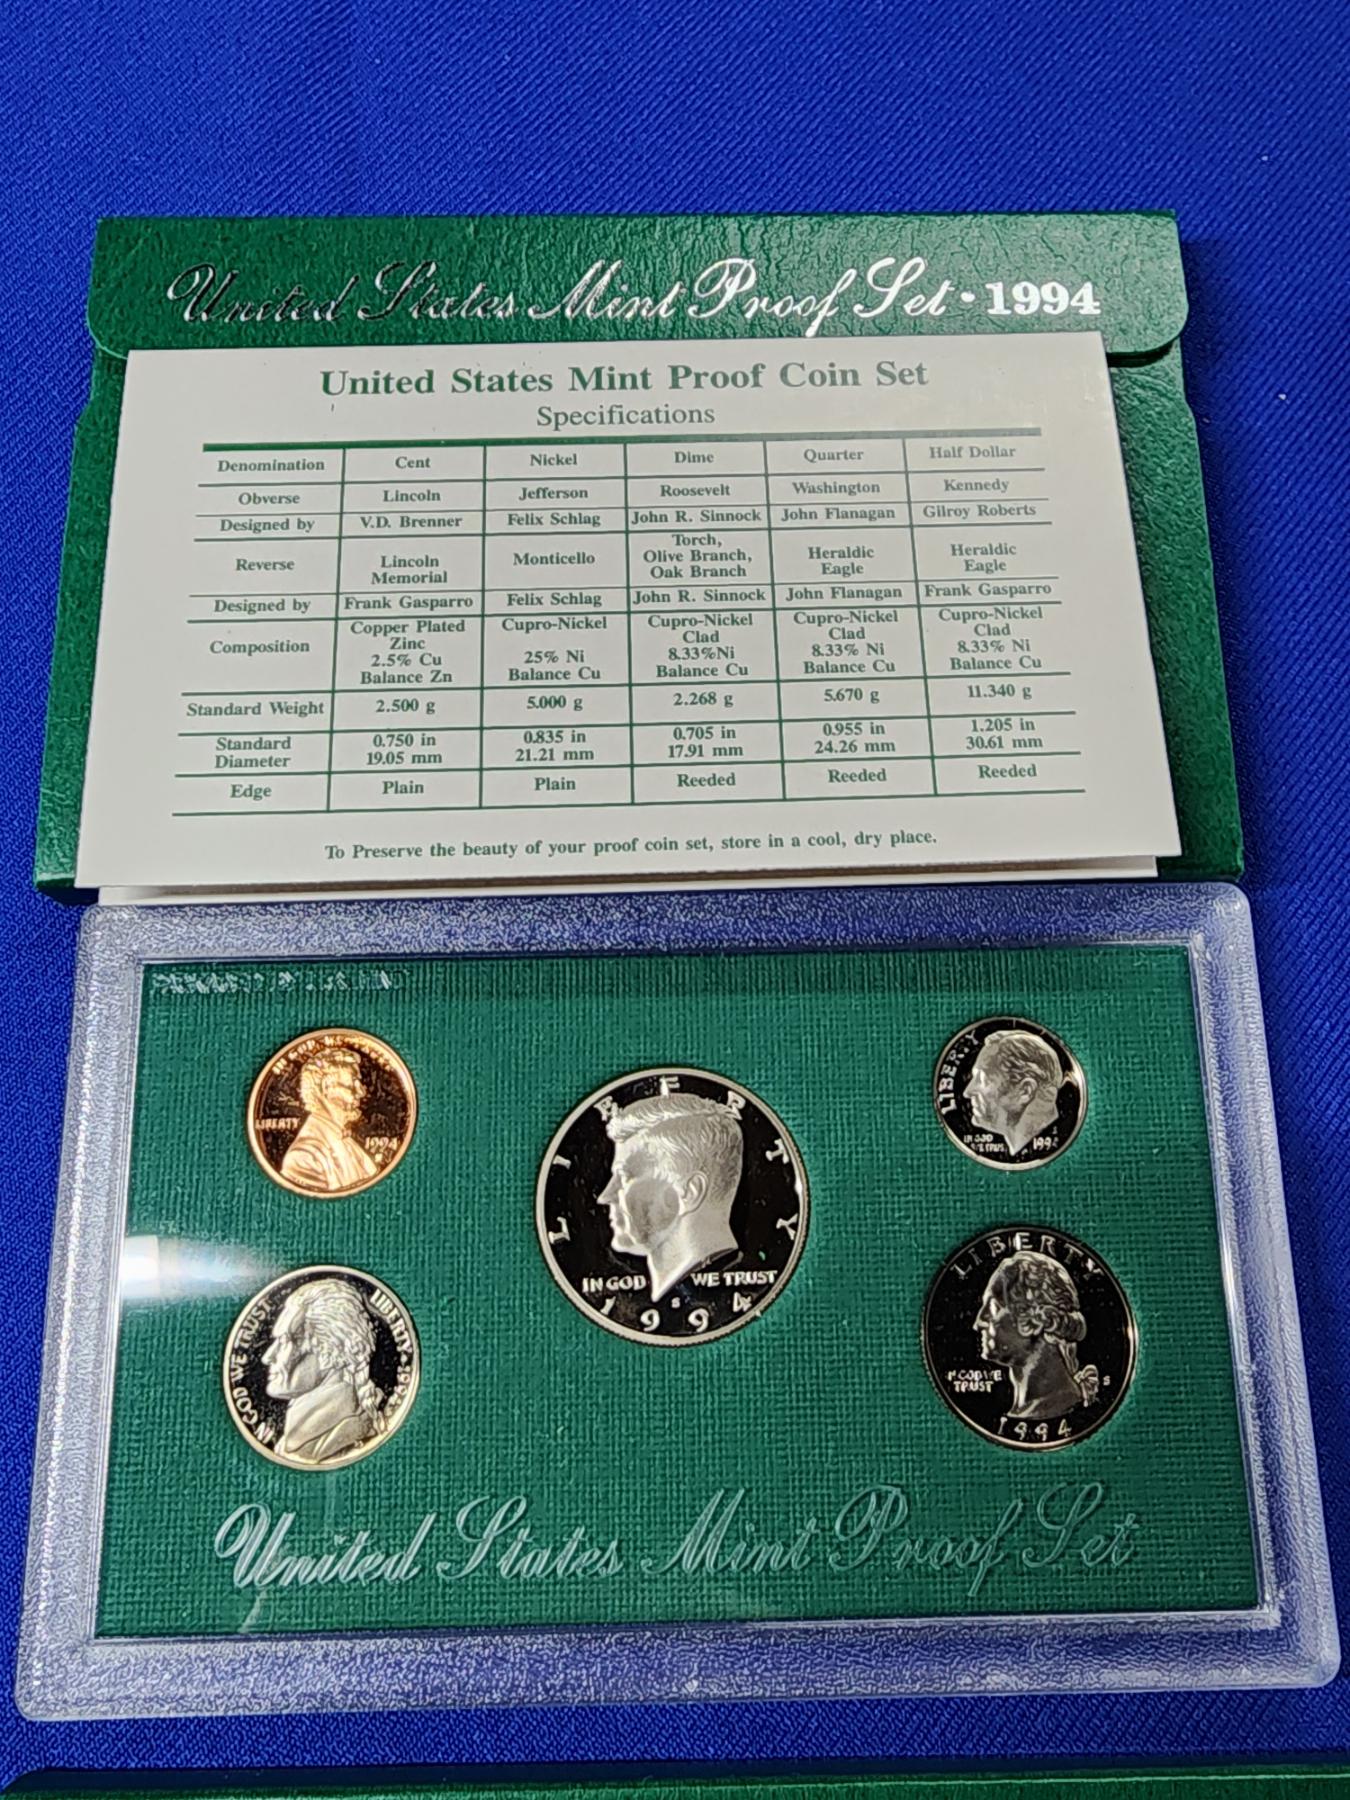 United States Mint Proof Set · 1994
United States Mint Proof Coin Set
Specifications
Denomination Cent Nickel Dime Quarter Half Dollar
Obverse Lincoln Jefferson Roosevelt Washington Kennedy
Designed by V.D. Brenner Felix Schlag John R. Sinnock John Flanagan Gilroy Roberts
Reverse Lincoln Memorial Monticello Torch, Olive Branch, Oak Branch Heraldic Eagle Heraldic Eagle
Designed by Frank Gasparro Felix Schlag John R. Sinnock John Flanagan Frank Gasparro
Composition Copper Plated Zinc 2.5% Cu Balance Zn Cupro-Nickel 25% Ni Balance Cu Cupro-Nickel Clad 8.33%Ni Balance Cu Cupro-Nickel Clad 8.33% Ni Balance Cu Cupro-Nickel Clad 8.33% Ni Balance Cu
Standard Weight 2.500 g 5.000 g 2.268 g 5.670 g 11.340 g
Standard Diameter 0.750 in 19.05 mm 0.835 in 21.21 mm 0.705 in 17.91 mm 0.955 in 24.26 mm 1.205 in 30.61 mm
Edge Plain Plain Reeded Reeded Reeded
To Preserve the beauty of your proof coin set, store in a cool, dry place.
IN GOD WE
LIBERTY
1994
LIBERTY
IN GOD WE TRUST
S
1994
LIBERTY
IN GOD
WE TRUST
1994
IN GOD WE TRUST
LIBERTY · 1994
LIBERTY
IN GOD WE
TRUST
S
1994
United States Mint Proof Set